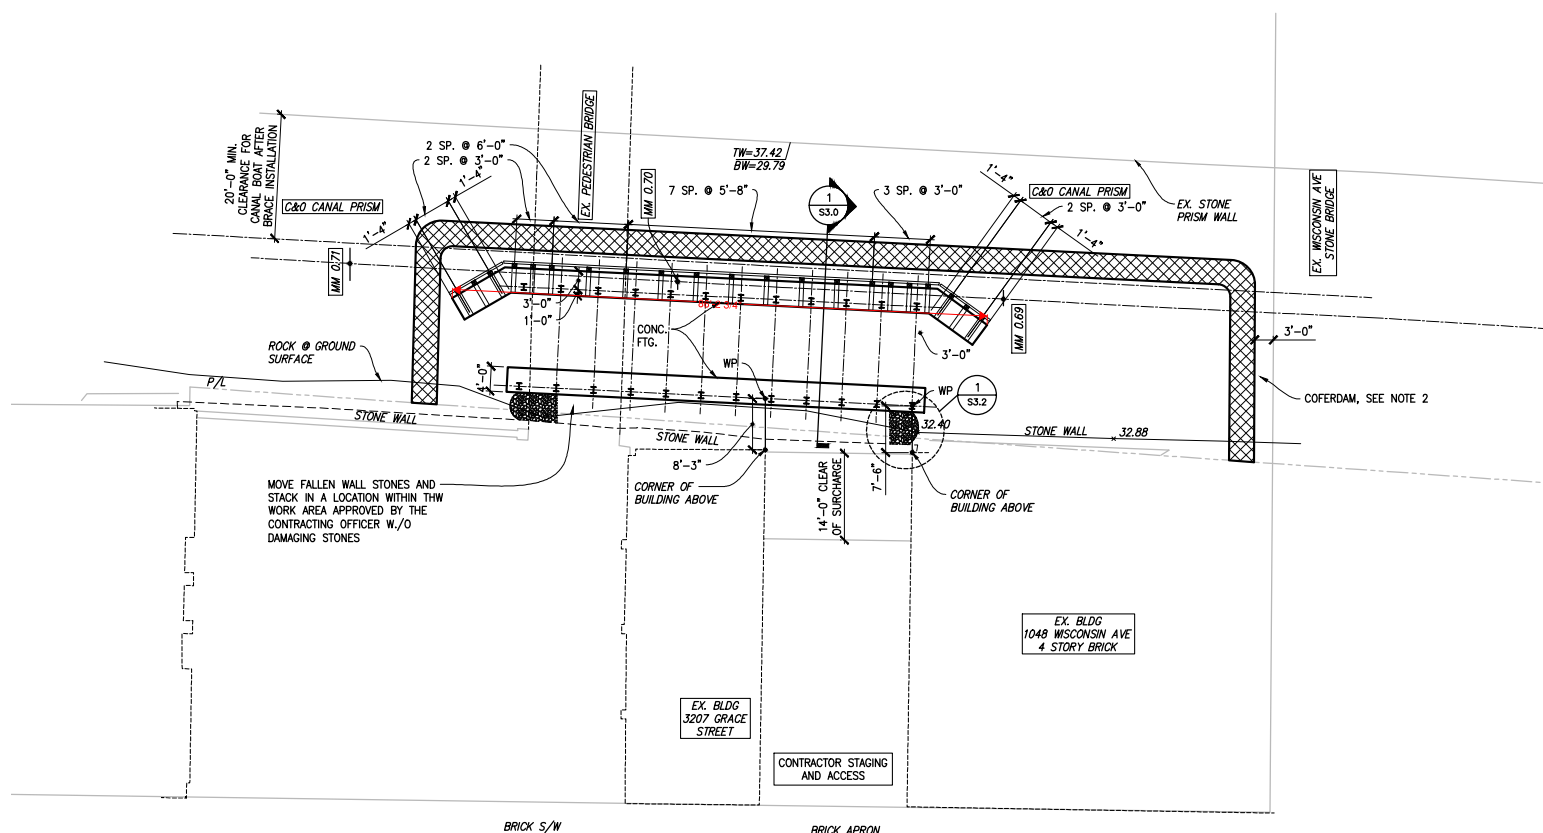 20'-0" MIN.
CLEARANCE FOR
CANAL BOAT AFTER
BRACE INSTALLATION
C&O CANAL PRISM
2 SP. @ 6'-0"
2 SP. @ 3'-0"
1'-4"
1'-4"
EX. PEDESTRIAN BRIDGE
MM 0.70
7 SP. @ 5'-8"
TW=37.42
BW=29.79
1
S3.0
3 SP. @ 3'-0"
1'-4"
C&O CANAL PRISM
2 SP. @ 3'-0"
1'-4"
EX. STONE
PRISM WALL
EX. WISCONSIN AVE
STONE BRIDGE
MM 0.71
3'-0"
1'-0"
CONC.
FTG.
MM 0.69
3'-0"
3'-0"
ROCK @ GROUND
SURFACE
P/L
4'-0"
WP
WP
1
S3.2
COFERDAM, SEE NOTE 2
STONE WALL
STONE WALL
32.40
STONE WALL
32.88
8'-3"
7'-6"
14'-0" CLEAR
OF SURCHARGE
CORNER OF
BUILDING ABOVE
CORNER OF
BUILDING ABOVE
MOVE FALLEN WALL STONES AND
STACK IN A LOCATION WITHIN THW
WORK AREA APPROVED BY THE
CONTRACTING OFFICER W./O
DAMAGING STONES
EX. BLDG
1048 WISCONSIN AVE
4 STORY BRICK
EX. BLDG
3207 GRACE
STREET
CONTRACTOR STAGING
AND ACCESS
BRICK S/W
BRICK APRON